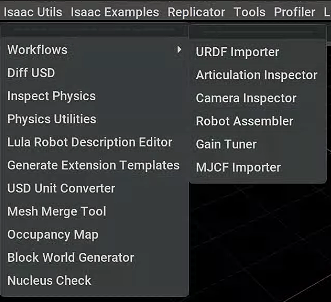 Isaac Utils Isaac Examples Replicator Tools Profiler L
Workflows
Diff USD
Inspect Physics
Physics Utilities
Lula Robot Description Editor
Generate Extension Templates
USD Unit Converter
Mesh Merge Tool
Occupancy Map
Block World Generator
Nucleus Check
URDF Importer
Articulation Inspector
Camera Inspector
Robot Assembler
Gain Tuner
MJCF Importer